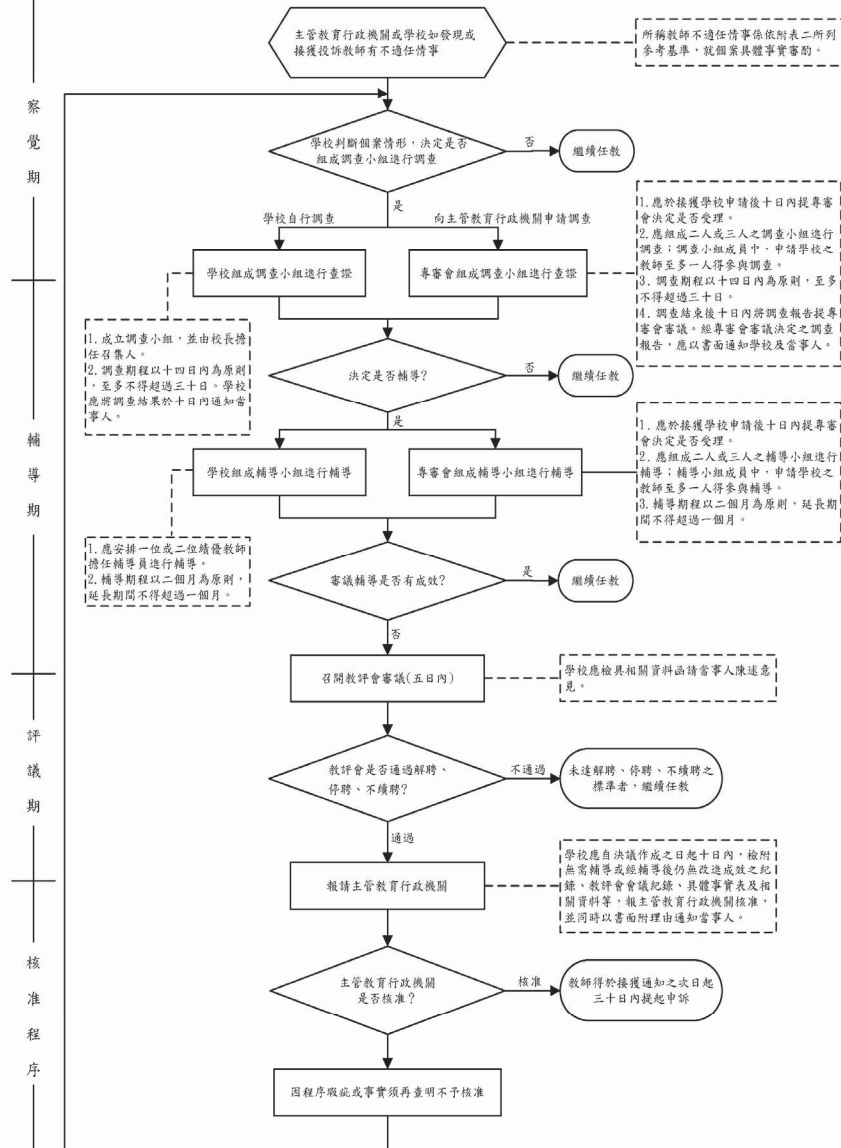 主管教育行政機關或學校如發現或
接獲投訴教師有不適任情事
所稱教師不適任情事係依附表二所列
參考基準，就個案具體事實審酌。
察覺期
學校判斷個案情形，決定是否
組成調查小組進行調查
否
繼續任教
是
學校自行調查
向主管教育行政機關申請調查
學校組成調查小組進行查證
專審會組成調查小組進行查證
1. 應於接獲學校申請後十日內提專審
會決定是否受理。
2. 應組成二人或三人之調查小組進行
調查；調查小組成員中，申請學校之
教師至多一人得參與調查。
3. 調查期程以十四日內為原則，至多
不得超過三十日。
4. 調查結束後十日內將調查報告提專
審會審議。經專審會審議決定之調查
報告，應以書面通知學校及當事人。
1. 成立調查小組，並由校長擔
任召集人。
2. 調查期程以十四日內為原則
，至多不得超過三十日。學校
應將調查結果於十日內通知當
事人。
輔導期
決定是否輔導？
否
繼續任教
是
學校組成輔導小組進行輔導
專審會組成輔導小組進行輔導
1. 應於接獲學校申請後十日內提專審
會決定是否受理。
2. 應組成二人或三人之輔導小組進行
輔導；輔導小組成員中，申請學校之
教師至多一人得參與輔導。
3. 輔導期程以二個月為原則，延長期
間不得超過一個月。
1. 應安排一位或二位績優教師
擔任輔導員進行輔導。
2. 輔導期程以二個月為原則，
延長期間不得超過一個月。
審議輔導是否有成效？
是
繼續任教
否
評議期
召開教評會審議(五日內)
學校應檢具相關資料函請當事人陳述意
見。
教評會是否通過解聘、
停聘、不續聘？
不通過
未達解聘、停聘、不續聘之
標準者，繼續任教
通過
核准程序
報請主管教育行政機關
學校應自決議作成之日起十日內，檢附
無需輔導或經輔導後仍無改進成效之紀
錄、教評會會議紀錄、具體事實表及相
關資料等，報主管教育行政機關核准，
並同時以書面附理由通知當事人。
主管教育行政機關
是否核准？
核准
教師得於接獲通知之次日起
三十日內提起申訴
因程序瑕疵或事實須再查明不予核准